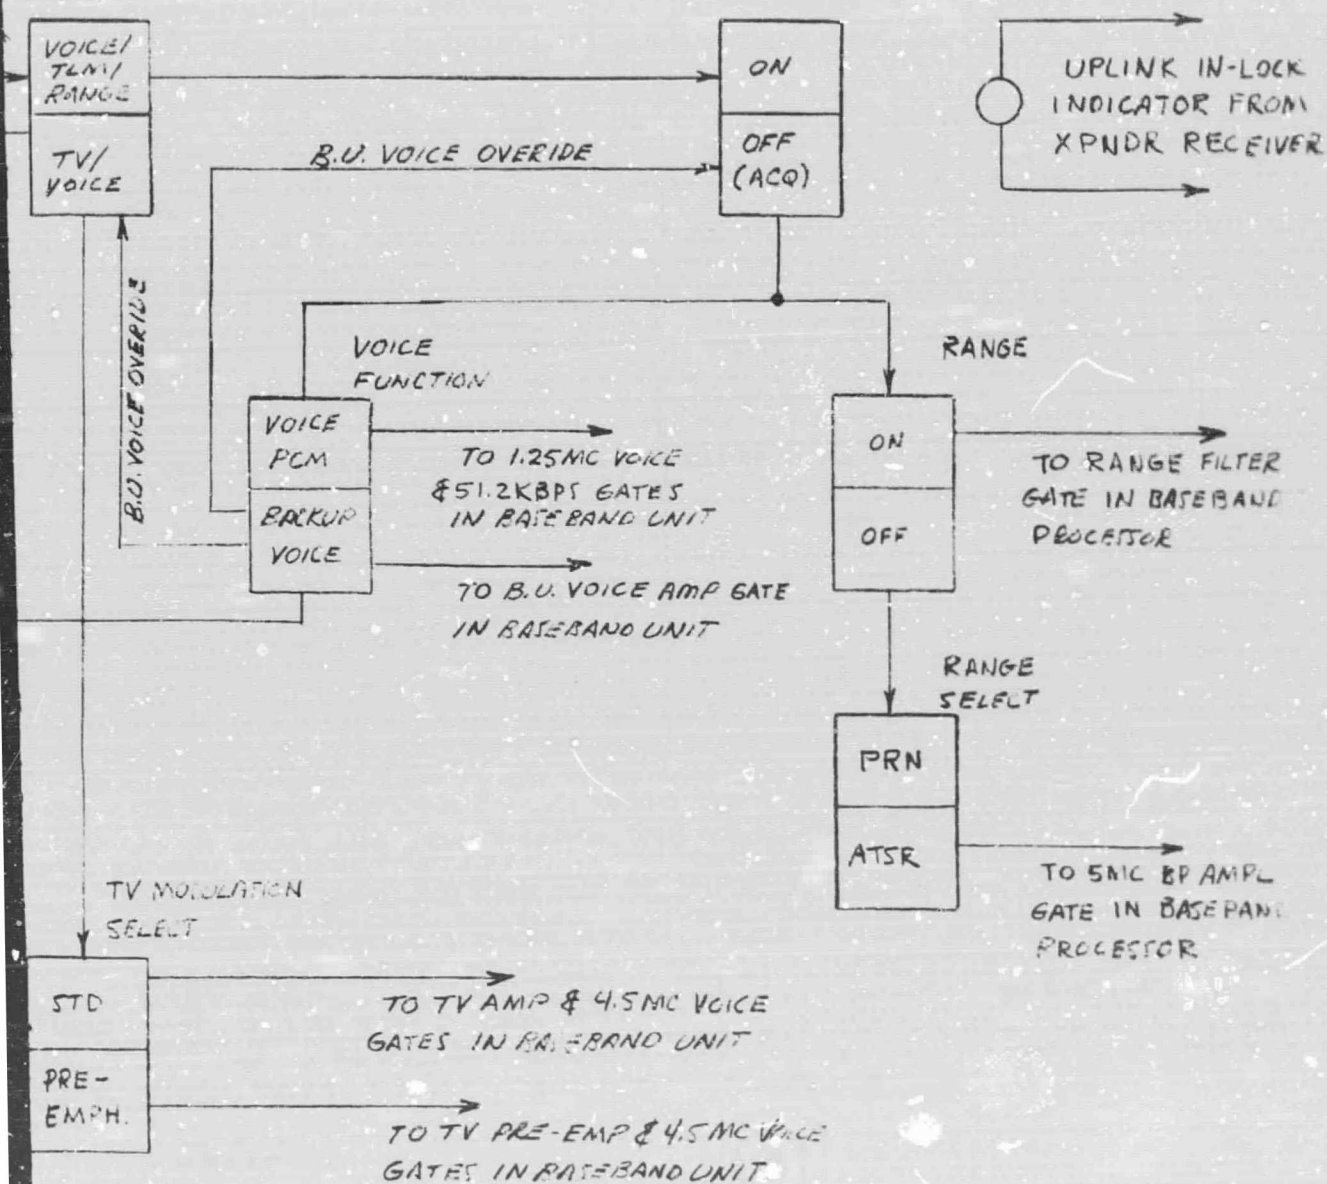 VOICE/
TLM/
RANGE
TV/
VOICE
ON
OFF
(ACQ)
UPLINK IN-LOCK
INDICATOR FROM
XPNDR RECEIVER
B.U. VOICE OVERIDE
B.U. VOICE OVERIDE
VOICE
FUNCTION
VOICE
PCM
BACKUP
VOICE
TO 1.25MC VOICE
&51.2KBPS GATES
IN BASEBAND UNIT
TO B.U. VOICE AMP GATE
IN BASEBAND UNIT
RANGE
ON
OFF
TO RANGE FILTER
GATE IN BASEBAND
PROCESSOR
RANGE
SELECT
PRN
ATSR
TO 5MC BP AMPL
GATE IN BASEBAND
PROCESSOR
TV MODULATION
SELECT
STD
PRE-
EMPH.
TO TV AMP & 4.5MC VOICE
GATES IN BASEBAND UNIT
TO TV PRE-EMP & 4.5MC VOICE
GATES IN BASEBAND UNIT